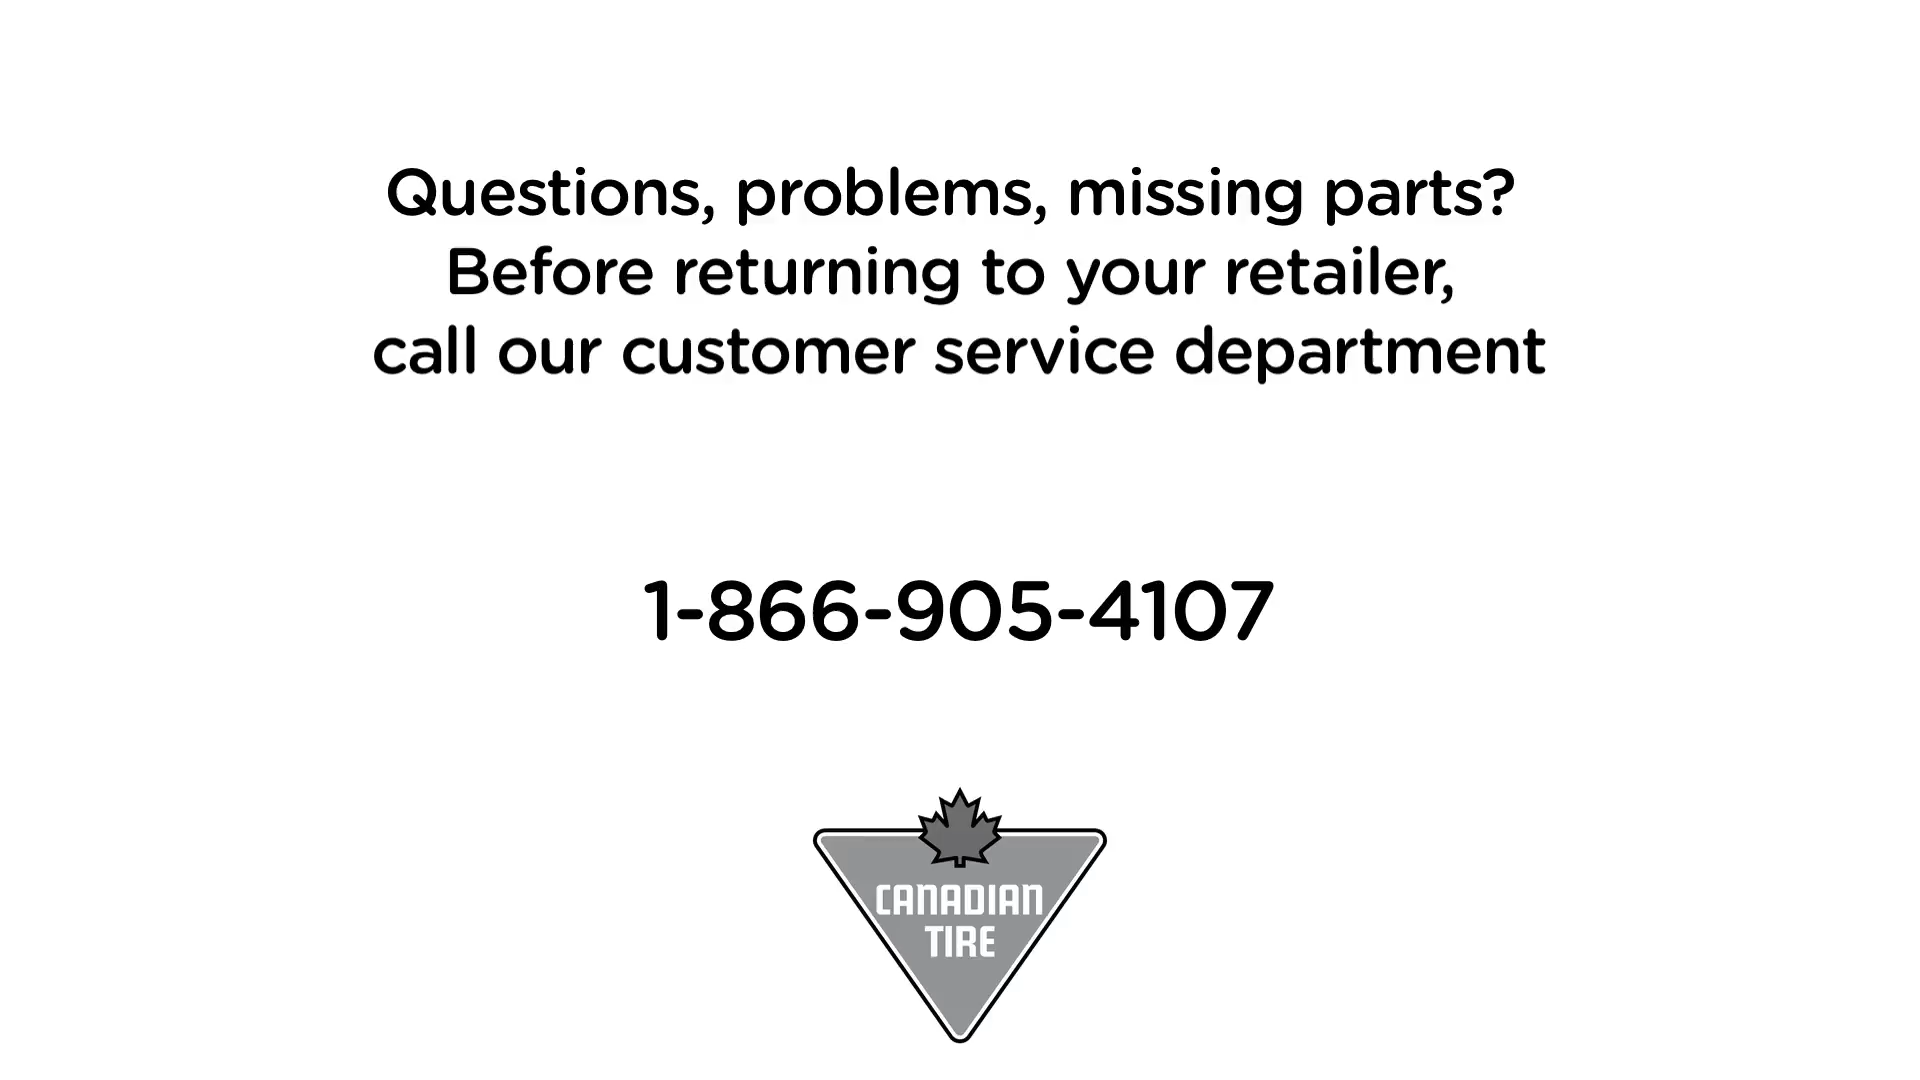 Questions, problems, missing parts?
Before returning to your retailer,
call our customer service department
1-866-905-4107
CANADIAN
TIRE